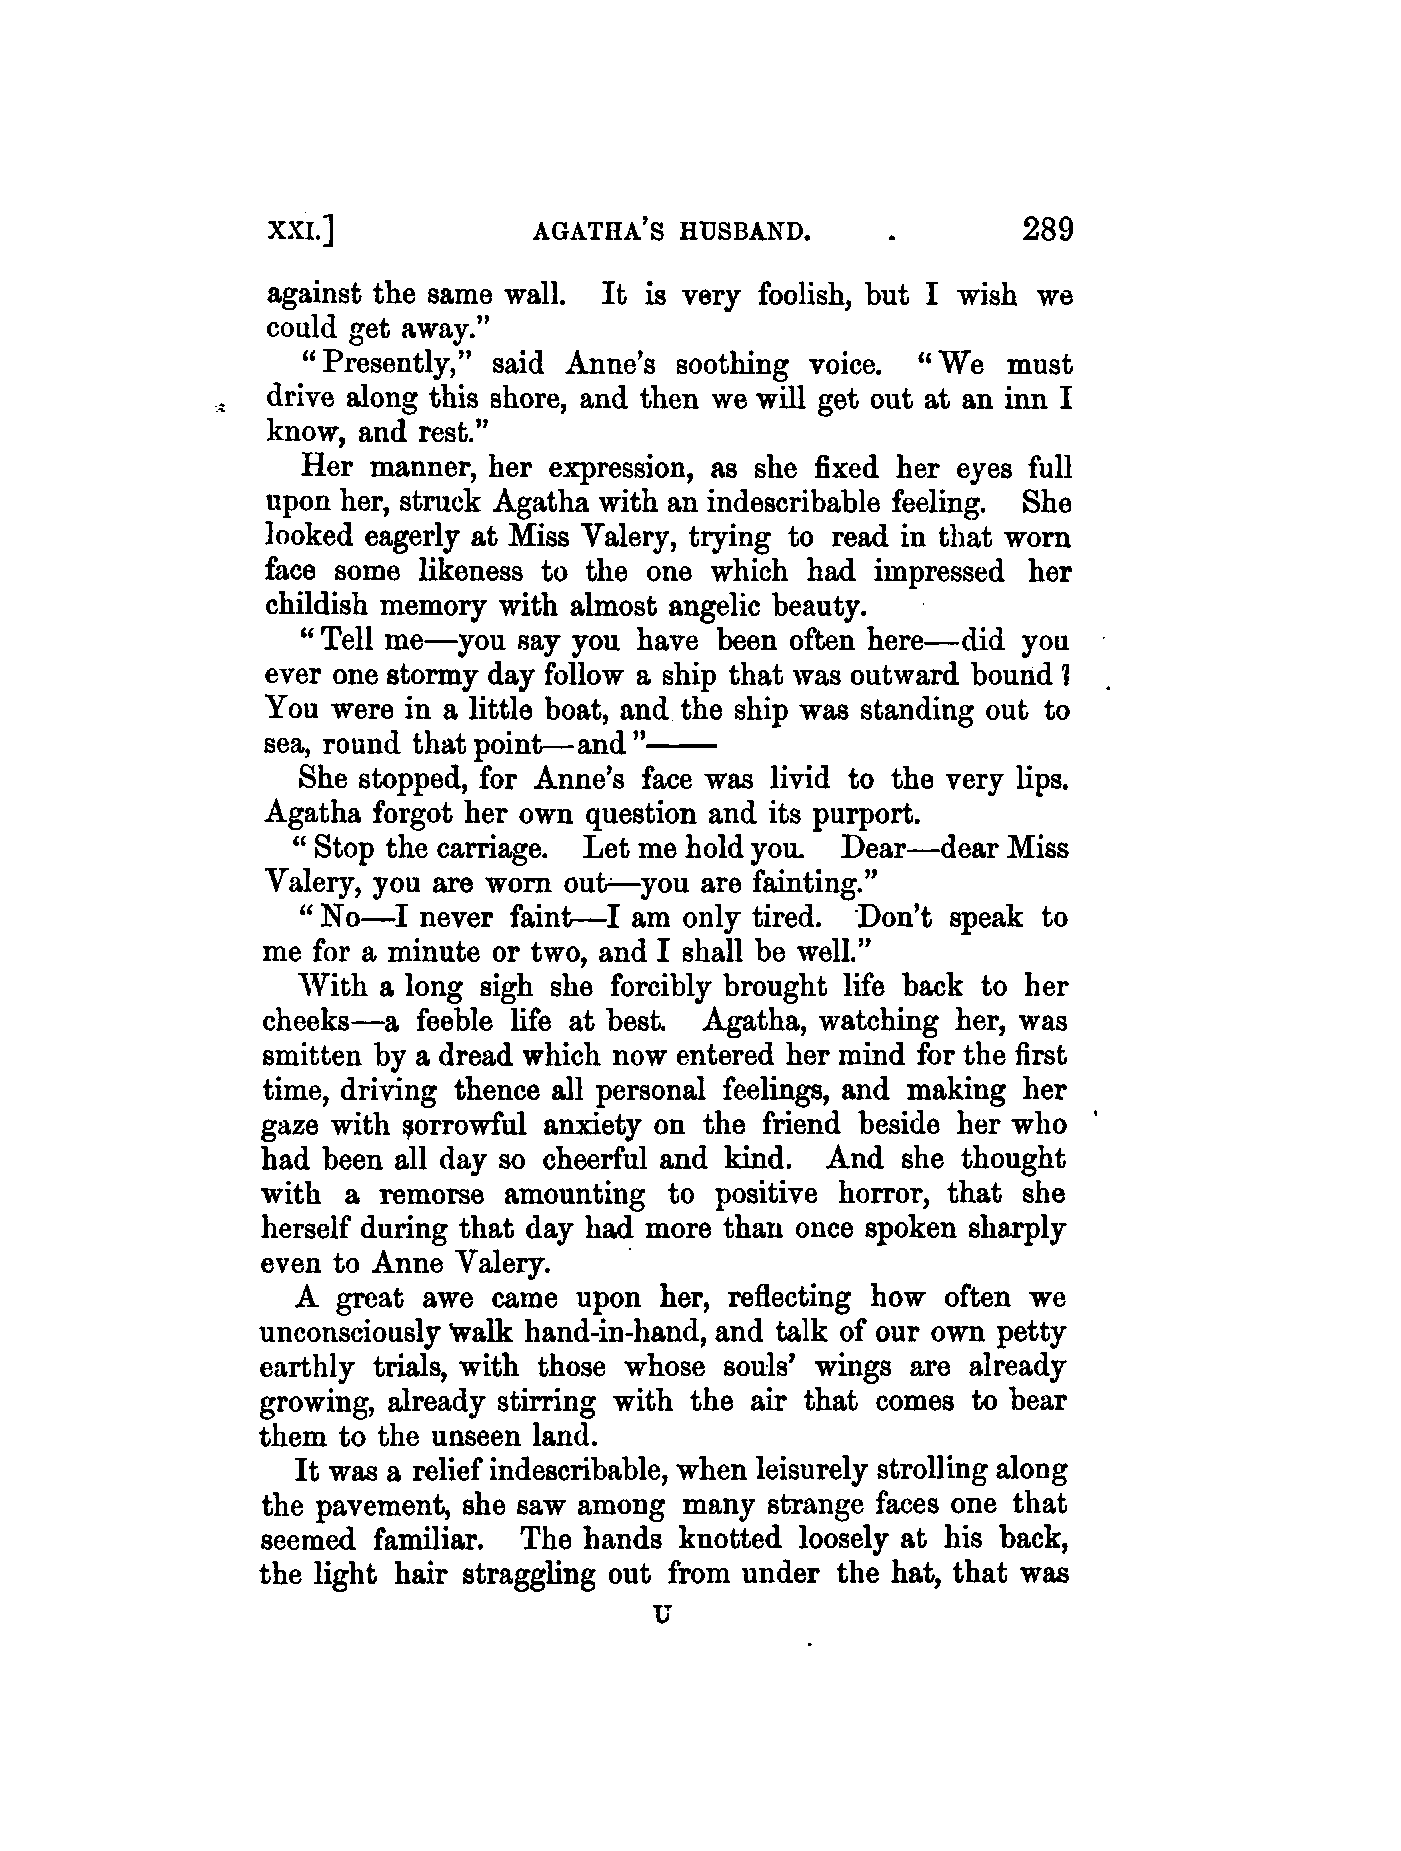 XXI.] AGATHA'S HUSBAND. 289
against the same wall. It is very foolish, but I wish we
could get away."
"Presently," said Anne's soothing voice. "We must
drive along this shore, and then we will get out at an inn I
know, and rest."
Her manner, her expression, as she fixed her eyes full
upon her, struck Agatha with an indescribable feeling. She
looked eagerly at Miss Valery, trying to read in that worn
face some likeness to the one which had impressed her
childish memory with almost angelic beauty.
"Tell me—you say you have been often here—did you
ever one stormy day follow a ship that was outward bound?
You were in a little boat, and the ship was standing out to
sea, round that point—and"——
She stopped, for Anne's face was livid to the very lips.
Agatha forgot her own question and its purport.
"Stop the carriage. Let me hold you. Dear—dear Miss
Valery, you are worn out—you are fainting."
"No—I never faint—I am only tired. Don't speak to
me for a minute or two, and I shall be well."
With a long sigh she forcibly brought life back to her
cheeks—a feeble life at best. Agatha, watching her, was
smitten by a dread which now entered her mind for the first
time, driving thence all personal feelings, and making her
gaze with sorrowful anxiety on the friend beside her who
had been all day so cheerful and kind. And she thought
with a remorse amounting to positive horror, that she
herself during that day had more than once spoken sharply
even to Anne Valery.
A great awe came upon her, reflecting how often we
unconsciously walk hand-in-hand, and talk of our own petty
earthly trials, with those whose souls' wings are already
growing, already stirring with the air that comes to bear
them to the unseen land.
It was a relief indescribable, when leisurely strolling along
the pavement, she saw among many strange faces one that
seemed familiar. The hands knotted loosely at his back,
the light hair straggling out from under the hat, that was
U